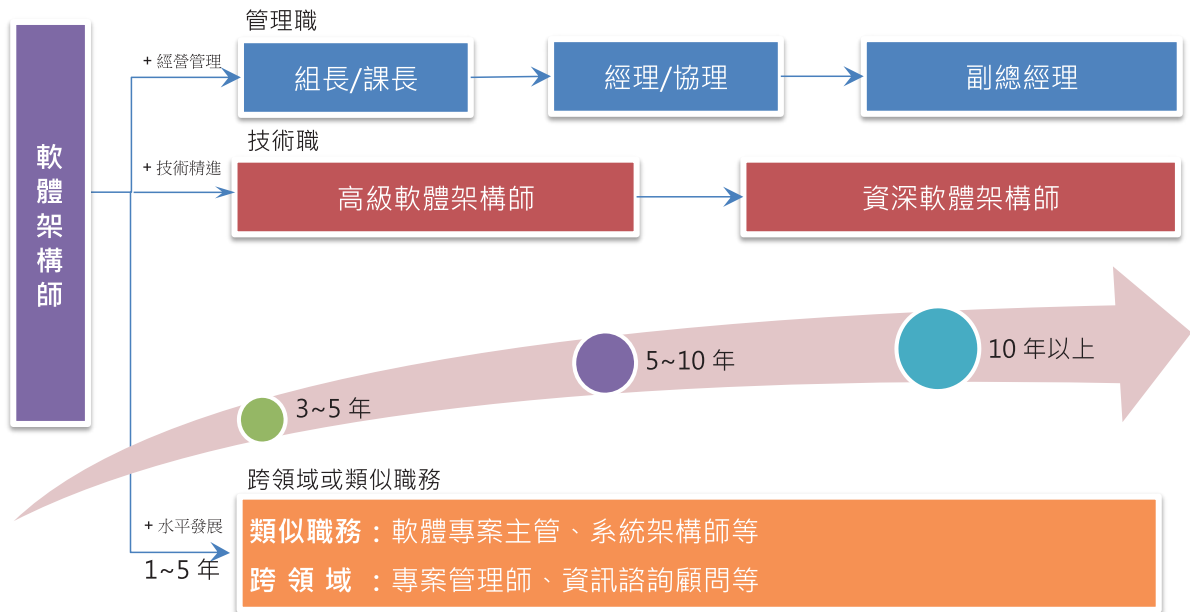 軟體架構師
管理職
+ 經營管理
組長/課長
經理/協理
副總經理
技術職
+ 技術精進
高級軟體架構師
資深軟體架構師
3~5 年
5~10 年
10 年以上
跨領域或類似職務
+ 水平發展
1~5 年
類似職務：軟體專案主管、系統架構師等
跨 領 域 ：專案管理師、資訊諮詢顧問等